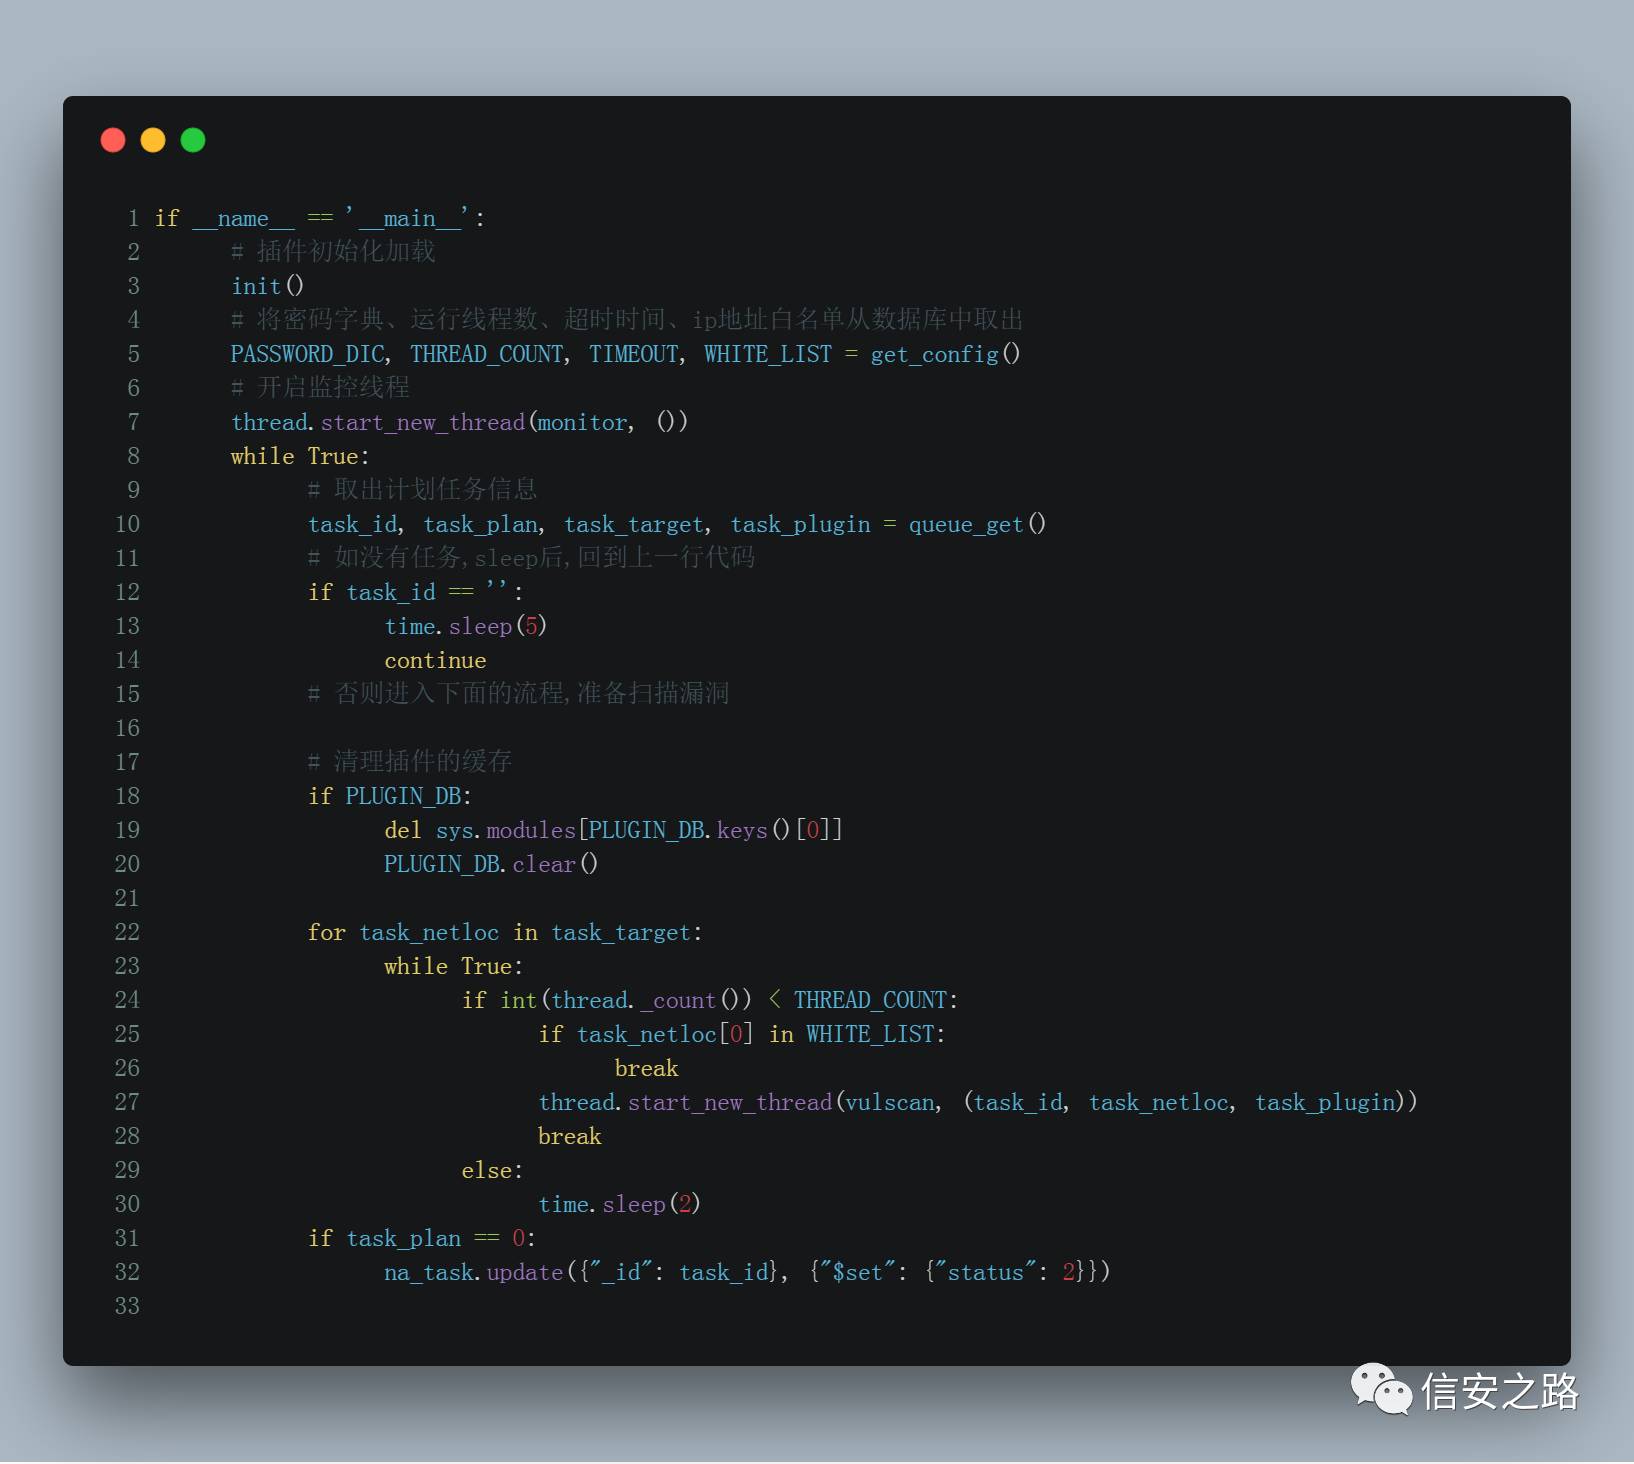 1 if __name__ == '__main__':
2       # 插件初始化加载
3       init()
4       # 将密码字典、运行线程数、超时时间、ip地址白名单从数据库中取出
5       PASSWORD_DIC, THREAD_COUNT, TIMEOUT, WHITE_LIST = get_config()
6       # 开启监控线程
7       thread.start_new_thread(monitor, ())
8       while True:
9             # 取出计划任务信息
10             task_id, task_plan, task_target, task_plugin = queue_get()
11             # 如没有任务,sleep后,回到上一行代码
12             if task_id == '':
13                   time.sleep(5)
14                   continue
15             # 否则进入下面的流程,准备扫描漏洞
16
17             # 清理插件的缓存
18             if PLUGIN_DB:
19                   del sys.modules[PLUGIN_DB.keys()[0]]
20                   PLUGIN_DB.clear()
21
22             for task_netloc in task_target:
23                   while True:
24                         if int(thread._count()) < THREAD_COUNT:
25                               if task_netloc[0] in WHITE_LIST:
26                                     break
27                               thread.start_new_thread(vulscan, (task_id, task_netloc, task_plugin))
28                               break
29                         else:
30                               time.sleep(2)
31             if task_plan == 0:
32                   na_task.update({"_id": task_id}, {"$set": {"status": 2}})
33
信安之路